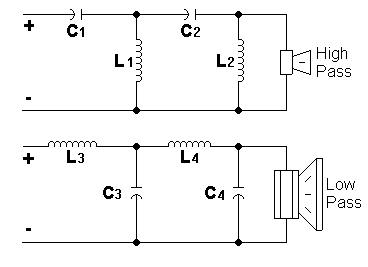 + C1 C2
L1 L2 High
Pass
-
+ L3 L4
C3 C4 Low
Pass
-